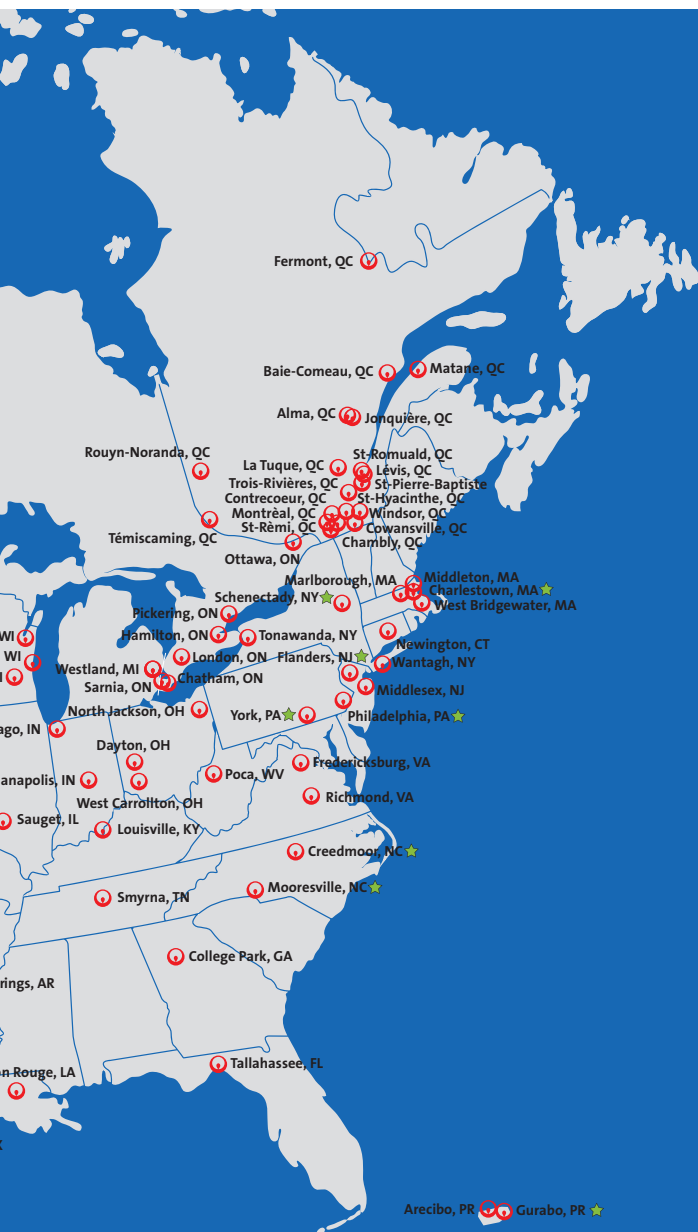 Fermont, QC
Baie-Comeau, QC
Matane, QC
Alma, QC
Jonquière, QC
Rouyn-Noranda, QC
St-Romuald, QC
La Tuque, QC
Lévis, QC
Trois-Rivières, QC
St-Pierre-Baptiste
Contrecoeur, QC
St-Hyacinthe, QC
Montrèal, QC
Windsor, QC
St-Rèmi, QC
Cowansville, QC
Témiscaming, QC
Chambly, QC
Ottawa, ON
Marlborough, MA
Middleton, MA
Charlestown, MA
Schenectady, NY
West Bridgewater, MA
Pickering, ON
WI
Hamilton, ON
Tonawanda, NY
Newington, CT
WI
London, ON
Flanders, NJ
Wantagh, NY
Westland, MI
Chatham, ON
Sarnia, ON
Middlesex, NJ
North Jackson, OH
York, PA
Philadelphia, PA
ago, IN
Dayton, OH
Fredericksburg, VA
anapolis, IN
Poca, WV
West Carrollton, OH
Richmond, VA
Sauget, IL
Louisville, KY
Creedmoor, NC
Mooresville, NC
Smyrna, TN
College Park, GA
rings, AR
Tallahassee, FL
n Rouge, LA
Arecibo, PR
Gurabo, PR